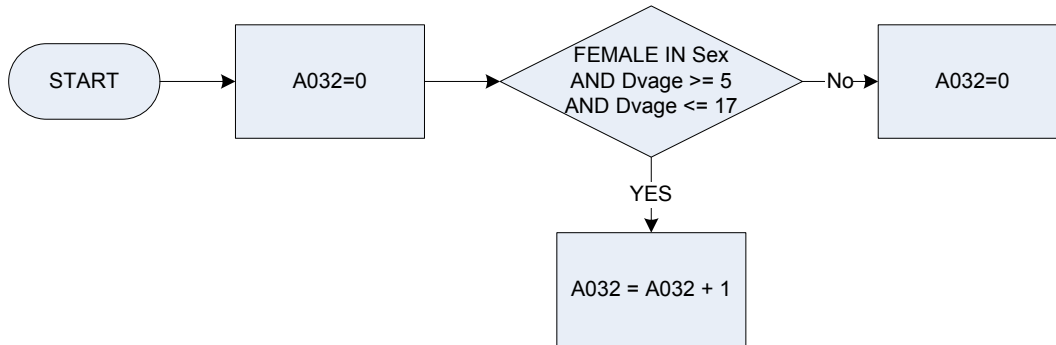 START
A032=0
FEMALE IN Sex
AND Dvage >= 5
AND Dvage <= 17
No
A032=0
YES
A032 = A032 + 1